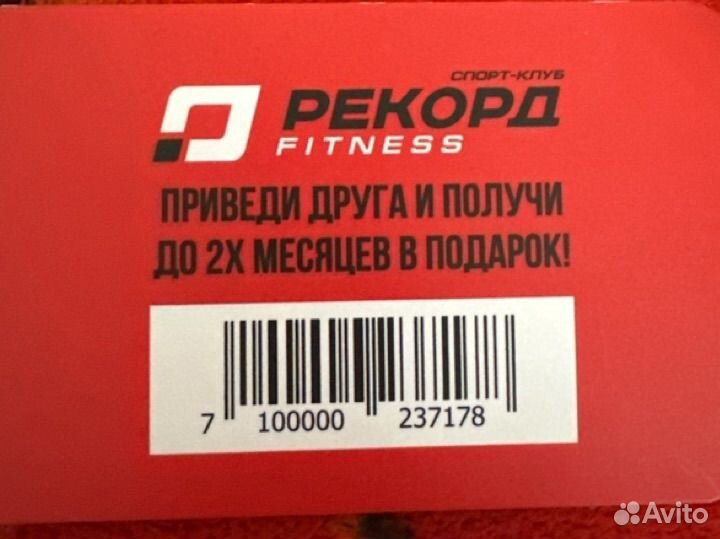 СПОРТ-КЛУБ
РЕКОРД
FITNESS
ПРИВЕДИ ДРУГА И ПОЛУЧИ
ДО 2Х МЕСЯЦЕВ В ПОДАРОК!
7 100000 237178
Avito